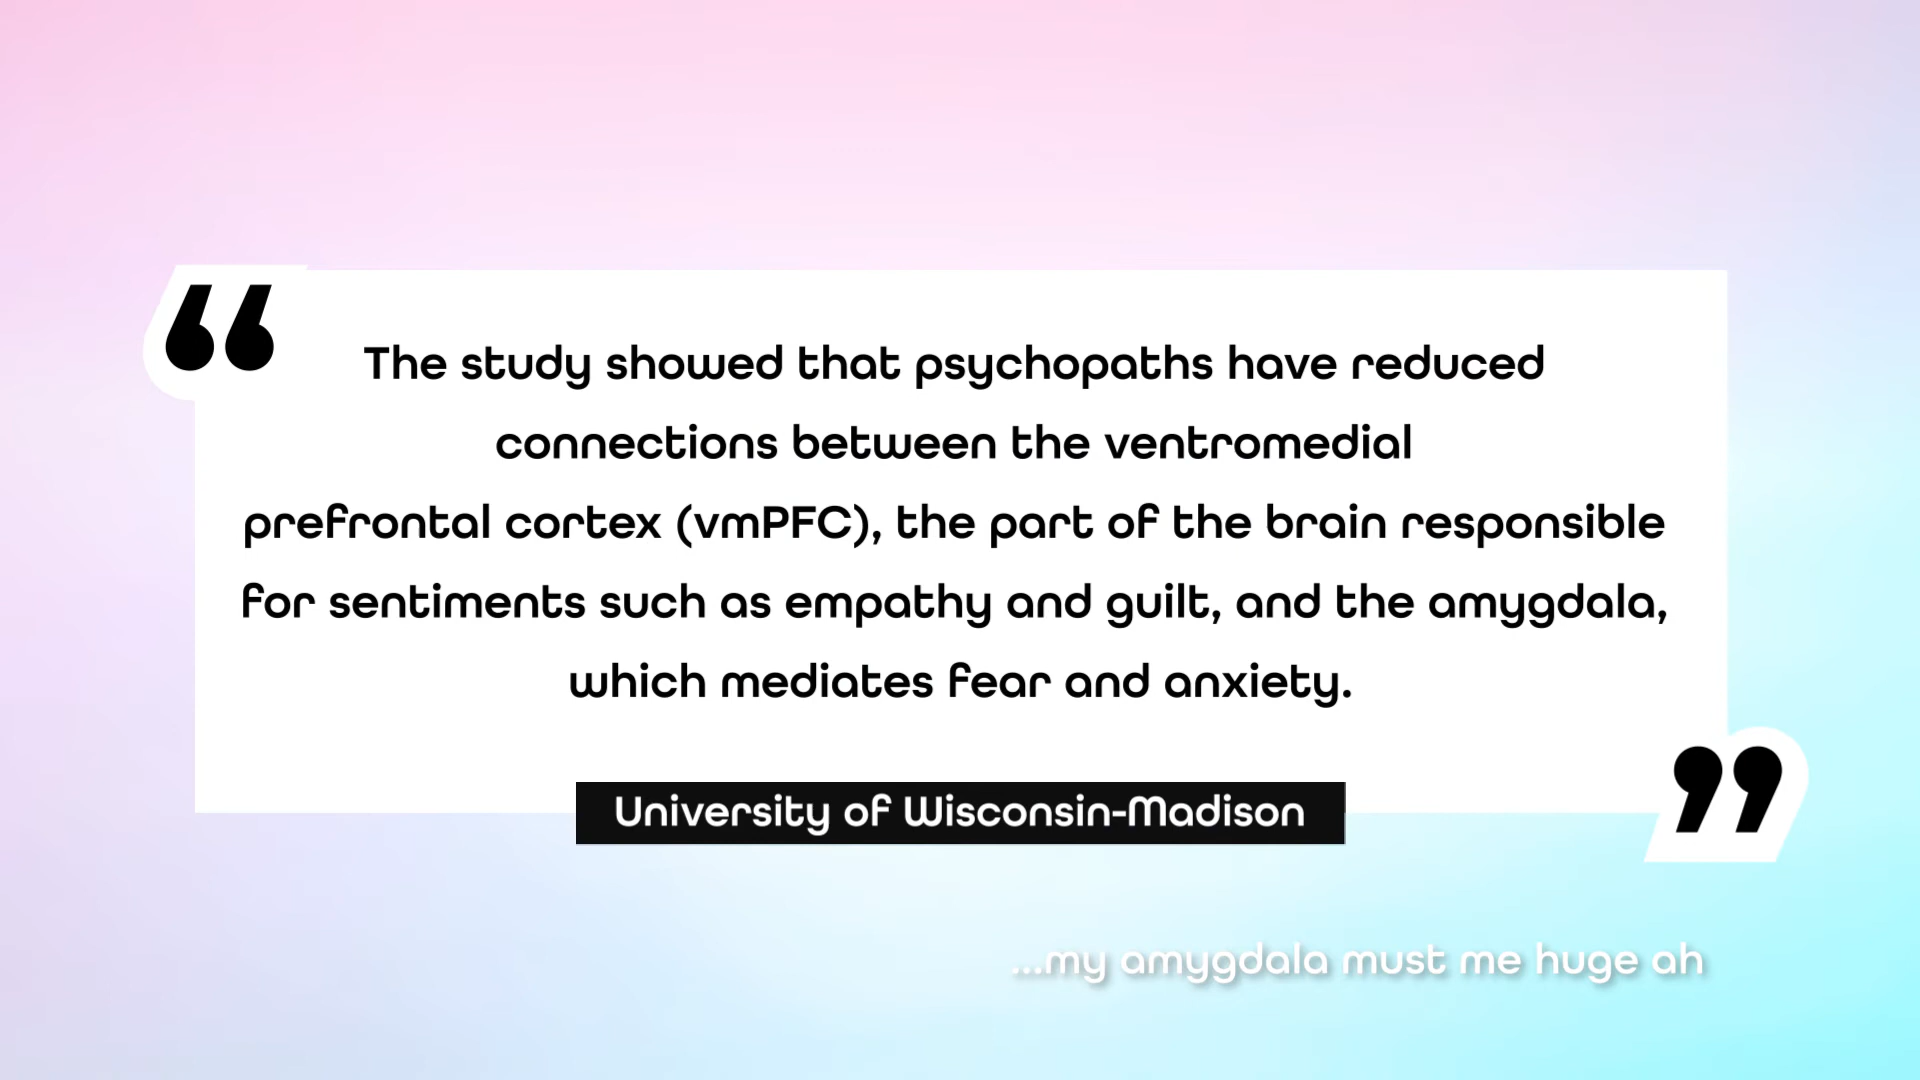 “
The study showed that psychopaths have reduced
connections between the ventromedial
prefrontal cortex (vmPFC), the part of the brain responsible
for sentiments such as empathy and guilt, and the amygdala,
which mediates fear and anxiety.
”
University of Wisconsin-Madison
...my amygdala must me huge ah